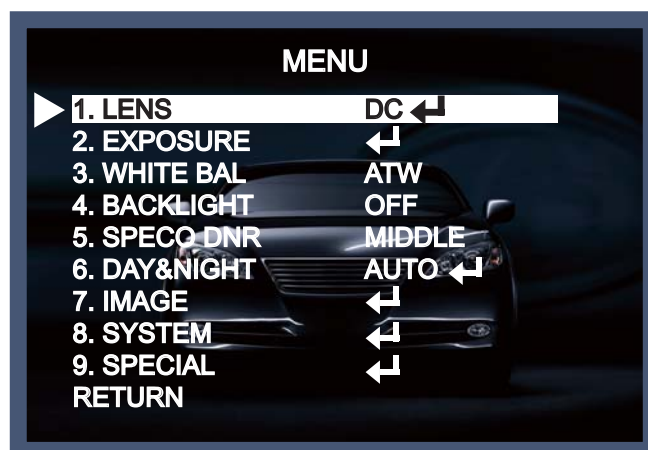 MENU
1. LENS DC ↵
2. EXPOSURE ↵
3. WHITE BAL ATW
4. BACKLIGHT OFF
5. SPECO DNR MIDDLE
6. DAY&NIGHT AUTO ↵
7. IMAGE ↵
8. SYSTEM ↵
9. SPECIAL ↵
RETURN